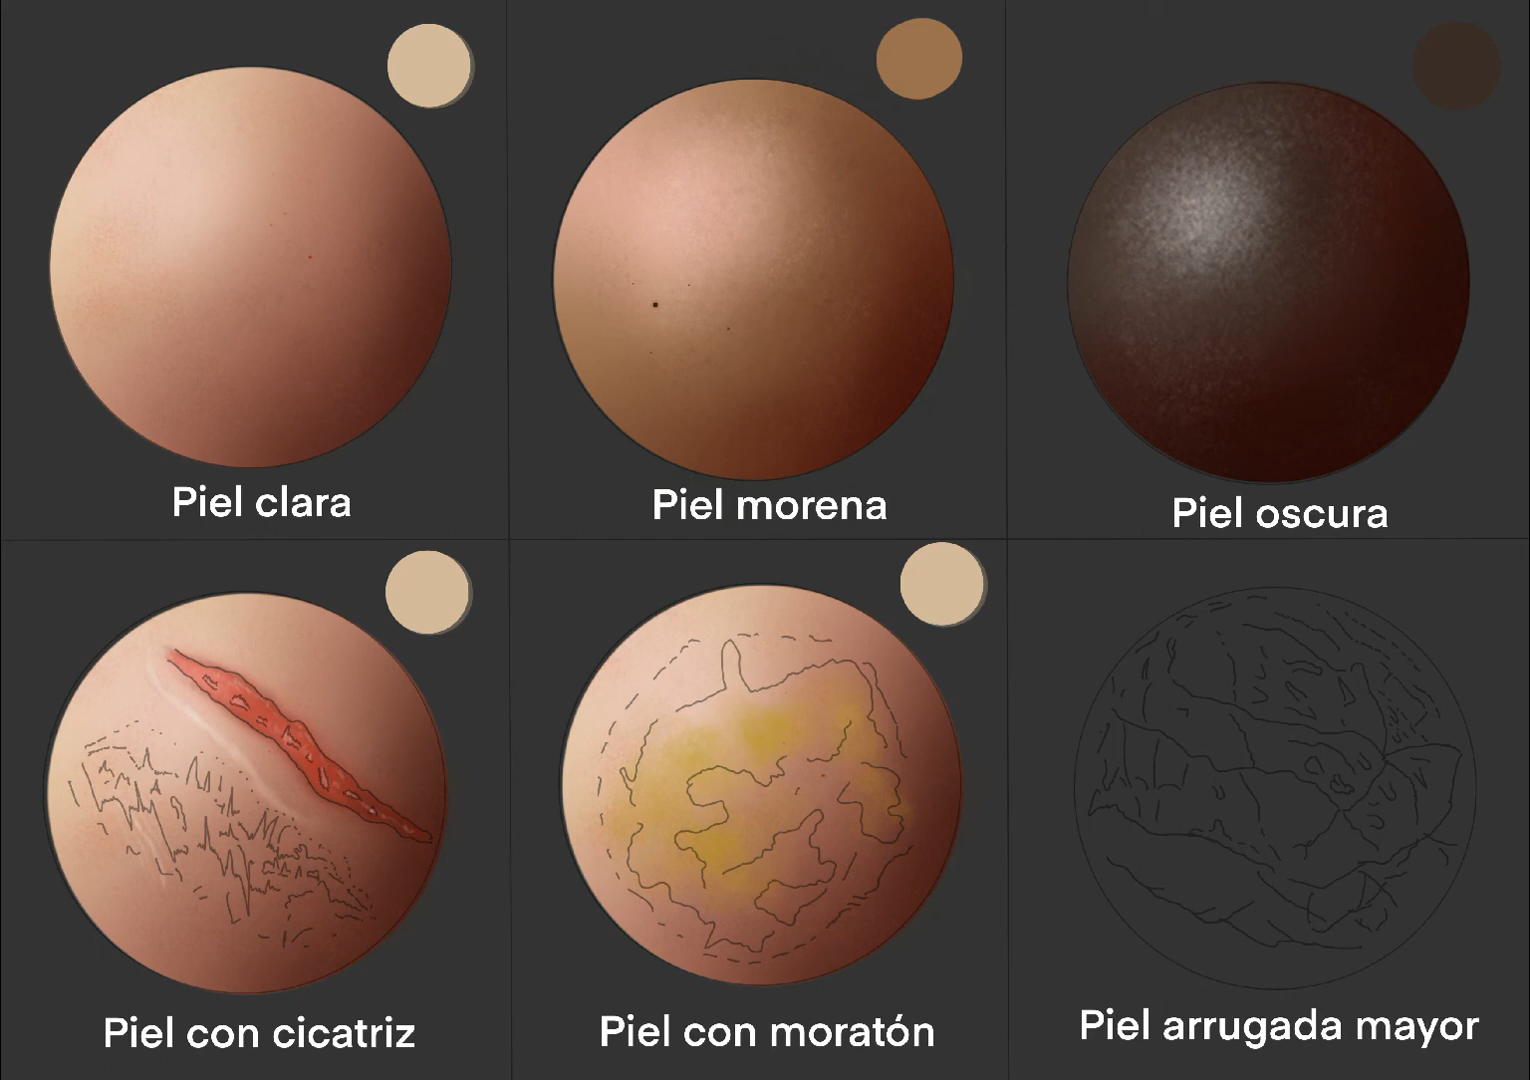 Piel clara
Piel morena
Piel oscura
Piel con cicatriz
Piel con moratón
Piel arrugada mayor